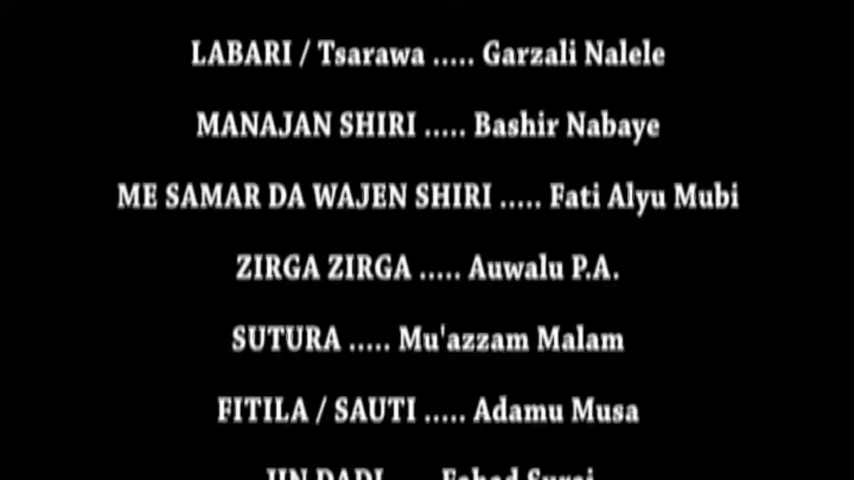 LABARI / Tsarawa ..... Garzali Nalele
MANAJAN SHIRI ..... Bashir Nabaye
ME SAMAR DA WAJEN SHIRI ..... Fati Alyu Mubi
ZIRGA ZIRGA ..... Auwalu P.A.
SUTURA ..... Mu'azzam Malam
FITILA / SAUTI ..... Adamu Musa